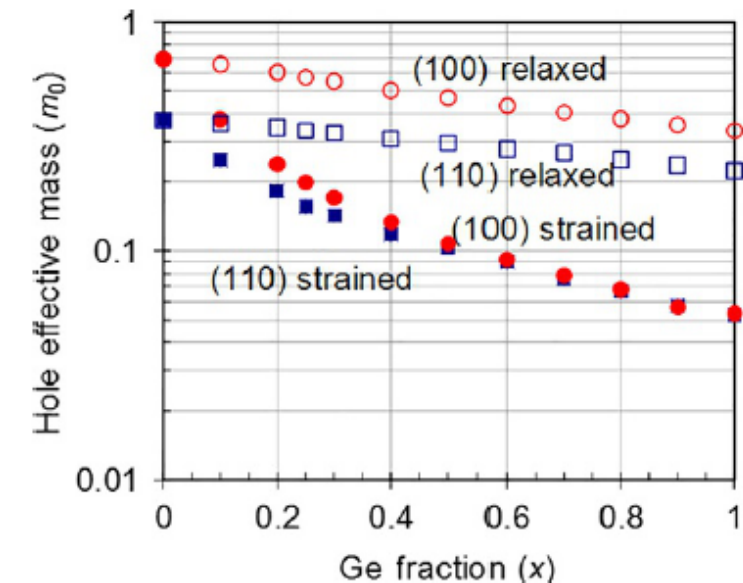 1
(100) relaxed
(110) relaxed
(100) strained
0.1
(110) strained
0.01
0 0.2 0.4 0.6 0.8 1
Ge fraction (x)
Hole effective mass (m₀)